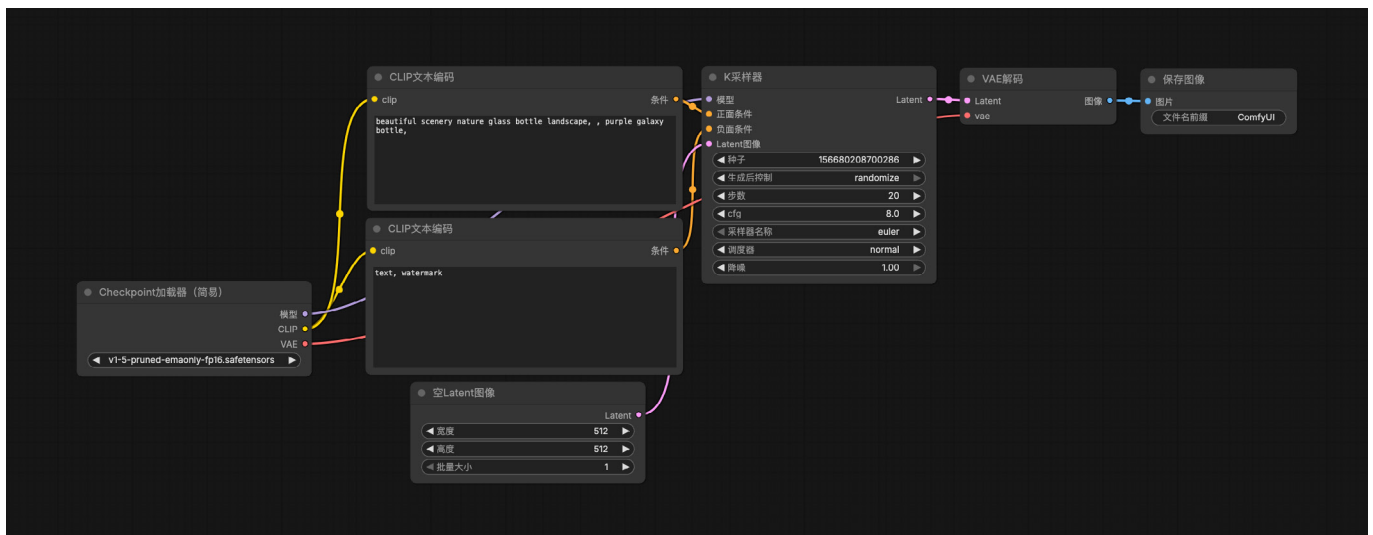 CLIP文本编码
clip
条件
beautiful scenery nature glass bottle landscape, , purple galaxy
bottle,
CLIP文本编码
clip
条件
text, watermark
Checkpoint加载器（简易）
模型
CLIP
VAE
v1-5-pruned-emaonly-fp16.safetensors
空Latent图像
Latent
宽度 512
高度 512
批量大小 1
K采样器
模型 Latent
正面条件
负面条件
Latent图像
种子 156680208700286
生成后控制 randomize
步数 20
cfg 8.0
采样器名称 euler
调度器 normal
降噪 1.00
VAE解码
Latent 图像
vae
保存图像
图片
文件名前缀 ComfyUI